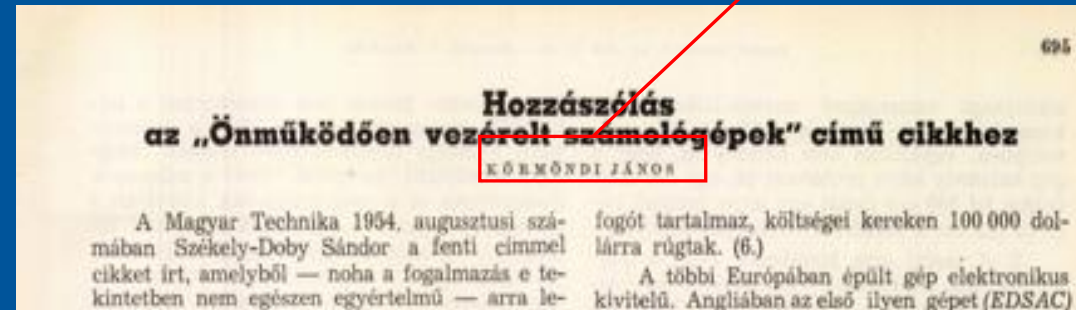 695
Hozzászólás
az „Önműködően vezérelt számológépek" című cikkhez
KÖRMÖNDI JÁNOS
A Magyar Technika 1954. augusztusi szá-
mában Székely-Doby Sándor a fenti címmel
cikket írt, amelyből — noha a fogalmazás e te-
kintetben nem egészen egyértelmű — arra le-
fogót tartalmaz, költségei kereken 100 000 dol-
lárra rúgtak. (6.)
A többi Európában épült gép elektronikus
kivitelű. Angliában az első ilyen gépet (EDSAC)